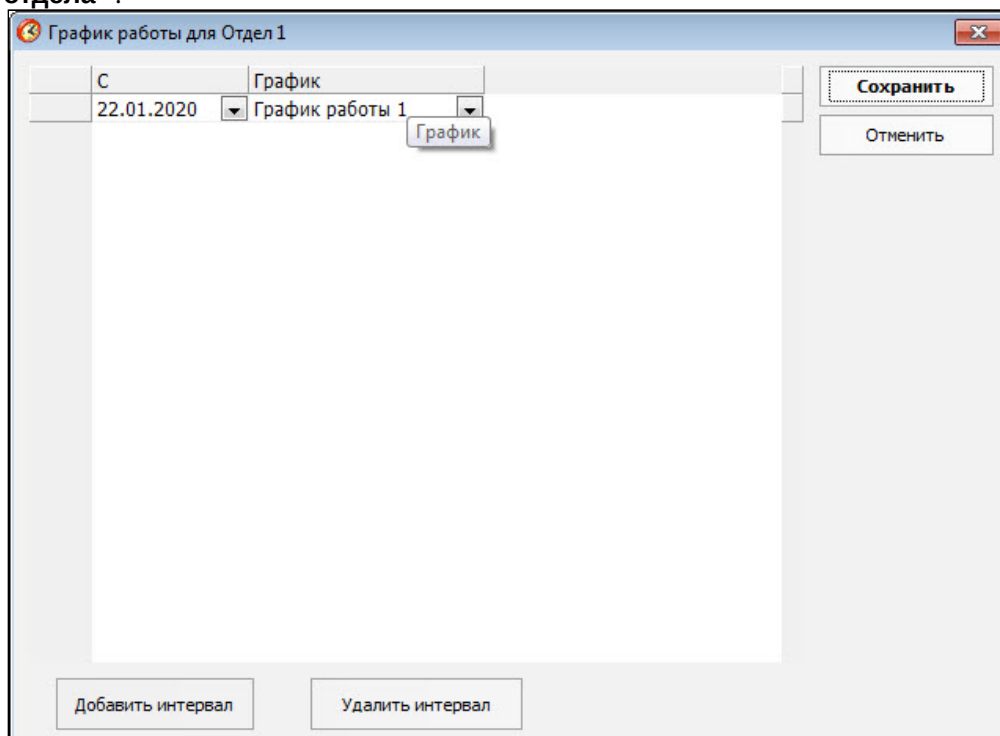 отдела" .
График работы для Отдел 1
С График
22.01.2020 График работы 1
График
Сохранить
Отменить
Добавить интервал Удалить интервал